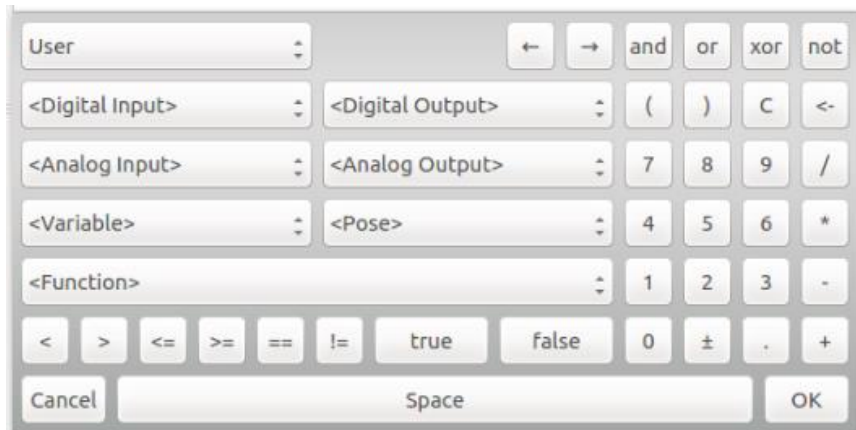 User ← → and or xor not
<Digital Input> <Digital Output> ( ) C <-
<Analog Input> <Analog Output> 7 8 9 /
<Variable> <Pose> 4 5 6 *
<Function> 1 2 3 -
< > <= >= == != true false 0 ± . +
Cancel Space OK